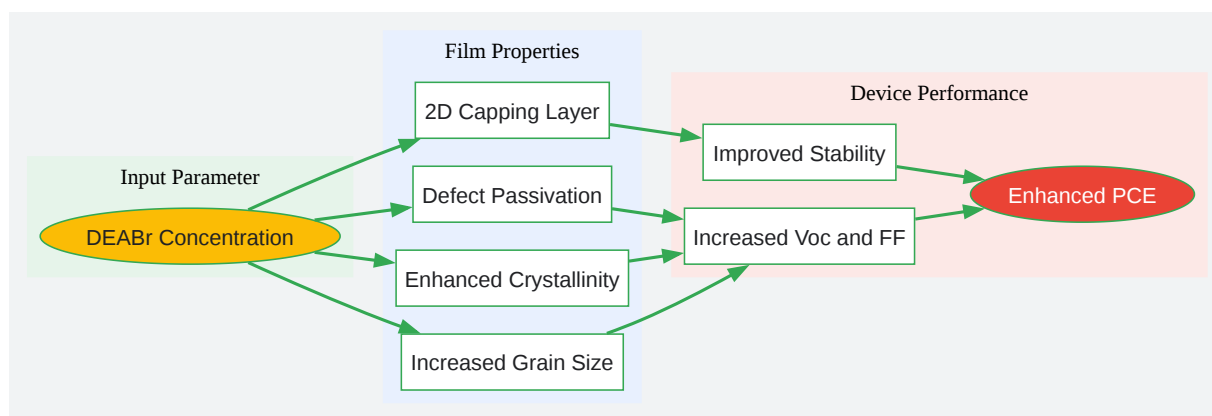 Film Properties
Device Performance
Input Parameter
2D Capping Layer
Improved Stability
Defect Passivation
Enhanced PCE
DEABr Concentration
Increased Voc and FF
Enhanced Crystallinity
Increased Grain Size